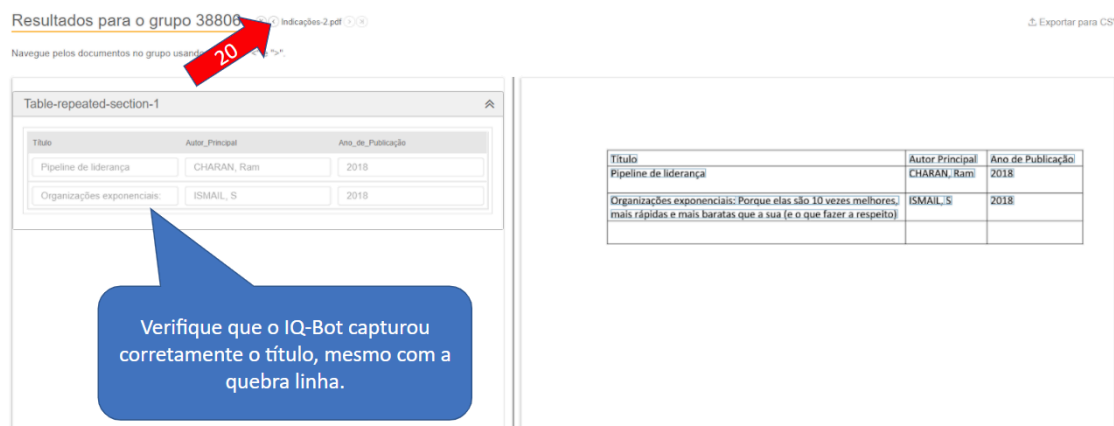 Resultados para o grupo 38806
Indicações-2.pdf
Exportar para CS
Navegue pelos documentos no grupo usand "<" e ">".
20
Table-repeated-section-1
Título Autor_Principal Ano_de_Publicação
Pipeline de liderança CHARAN, Ram 2018
Organizações exponenciais: ISMAIL, S 2018
Verifique que o IQ-Bot capturou
corretamente o título, mesmo com a
quebra linha.
Título Autor Principal Ano de Publicação
Pipeline de liderança CHARAN, Ram 2018
Organizações exponenciais: Porque elas são 10 vezes melhores, ISMAIL, S 2018
mais rápidas e mais baratas que a sua (e o que fazer a respeito)